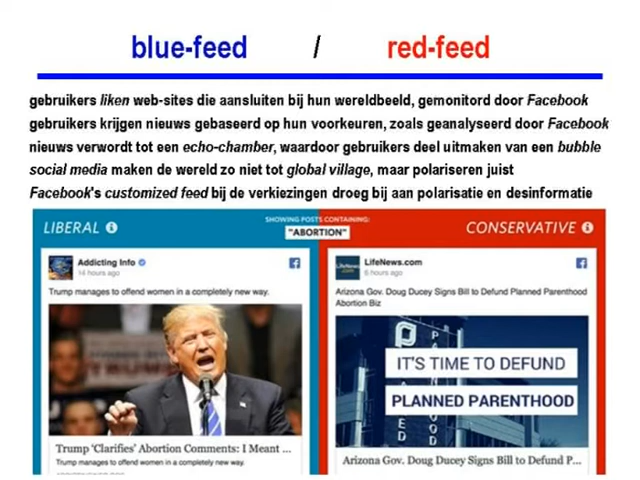 blue-feed / red-feed
gebruikers liken web-sites die aansluiten bij hun wereldbeeld, gemonitord door Facebook
gebruikers krijgen nieuws gebaseerd op hun voorkeuren, zoals geanalyseerd door Facebook
nieuws verwordt tot een echo-chamber, waardoor gebruikers deel uitmaken van een bubble
social media maken de wereld zo niet tot global village, maar polariseren juist
Facebook's customized feed bij de verkiezingen droeg bij aan polarisatie en desinformatie
LIBERAL
SHOWING POSTS CONTAINING:
"ABORTION"
CONSERVATIVE
Addicting Info
14 hours ago
Trump manages to offend women in a completely new way.
Trump 'Clarifies' Abortion Comments: I Meant ...
Trump manages to offend women in a completely new way.
LifeNews.com
6 hours ago
Arizona Gov. Doug Ducey Signs Bill to Defund Planned Parenthood
Abortion Biz
IT'S TIME TO DEFUND
PLANNED PARENTHOOD
Arizona Gov. Doug Ducey Signs Bill to Defund P...